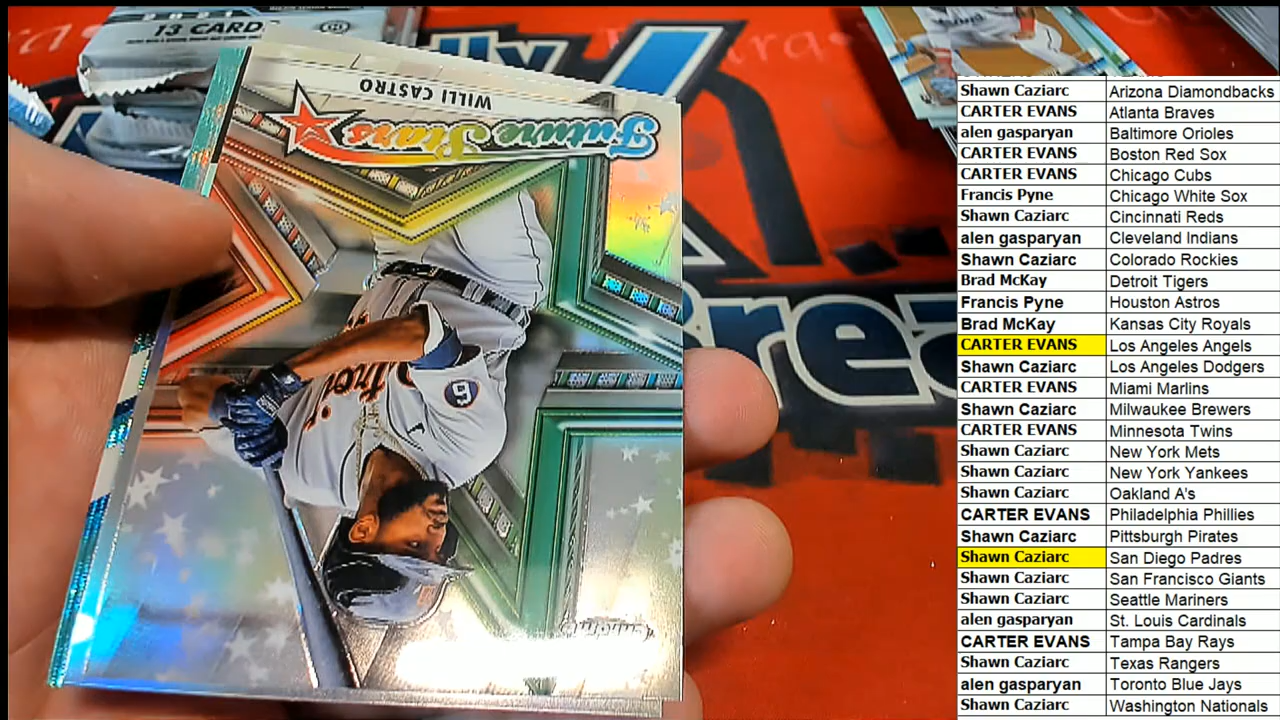 2021
13 CARD
WILLI CASTRO
Future Stars
Detroit
Shawn Caziarc Arizona Diamondbacks
CARTER EVANS Atlanta Braves
alen gasparyan Baltimore Orioles
CARTER EVANS Boston Red Sox
CARTER EVANS Chicago Cubs
Francis Pyne Chicago White Sox
Shawn Caziarc Cincinnati Reds
alen gasparyan Cleveland Indians
Shawn Caziarc Colorado Rockies
Brad McKay Detroit Tigers
Francis Pyne Houston Astros
Brad McKay Kansas City Royals
CARTER EVANS Los Angeles Angels
Shawn Caziarc Los Angeles Dodgers
CARTER EVANS Miami Marlins
Shawn Caziarc Milwaukee Brewers
CARTER EVANS Minnesota Twins
Shawn Caziarc New York Mets
Shawn Caziarc New York Yankees
Shawn Caziarc Oakland A's
CARTER EVANS Philadelphia Phillies
Shawn Caziarc Pittsburgh Pirates
Shawn Caziarc San Diego Padres
Shawn Caziarc San Francisco Giants
Shawn Caziarc Seattle Mariners
alen gasparyan St. Louis Cardinals
CARTER EVANS Tampa Bay Rays
Shawn Caziarc Texas Rangers
alen gasparyan Toronto Blue Jays
Shawn Caziarc Washington Nationals